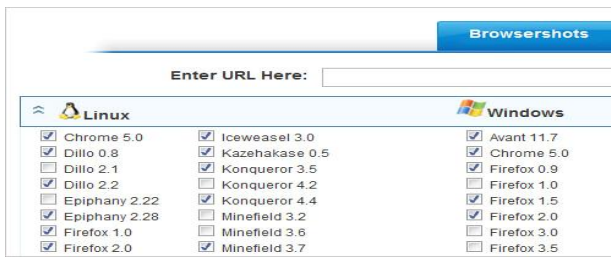 Browsershots
Enter URL Here:
Linux Windows
Chrome 5.0 Iceweasel 3.0 Avant 11.7
Dillo 0.8 Kazehakase 0.5 Chrome 5.0
Dillo 2.1 Konqueror 3.5 Firefox 0.9
Dillo 2.2 Konqueror 4.2 Firefox 1.0
Epiphany 2.22 Konqueror 4.4 Firefox 1.5
Epiphany 2.28 Minefield 3.2 Firefox 2.0
Firefox 1.0 Minefield 3.6 Firefox 3.0
Firefox 2.0 Minefield 3.7 Firefox 3.5